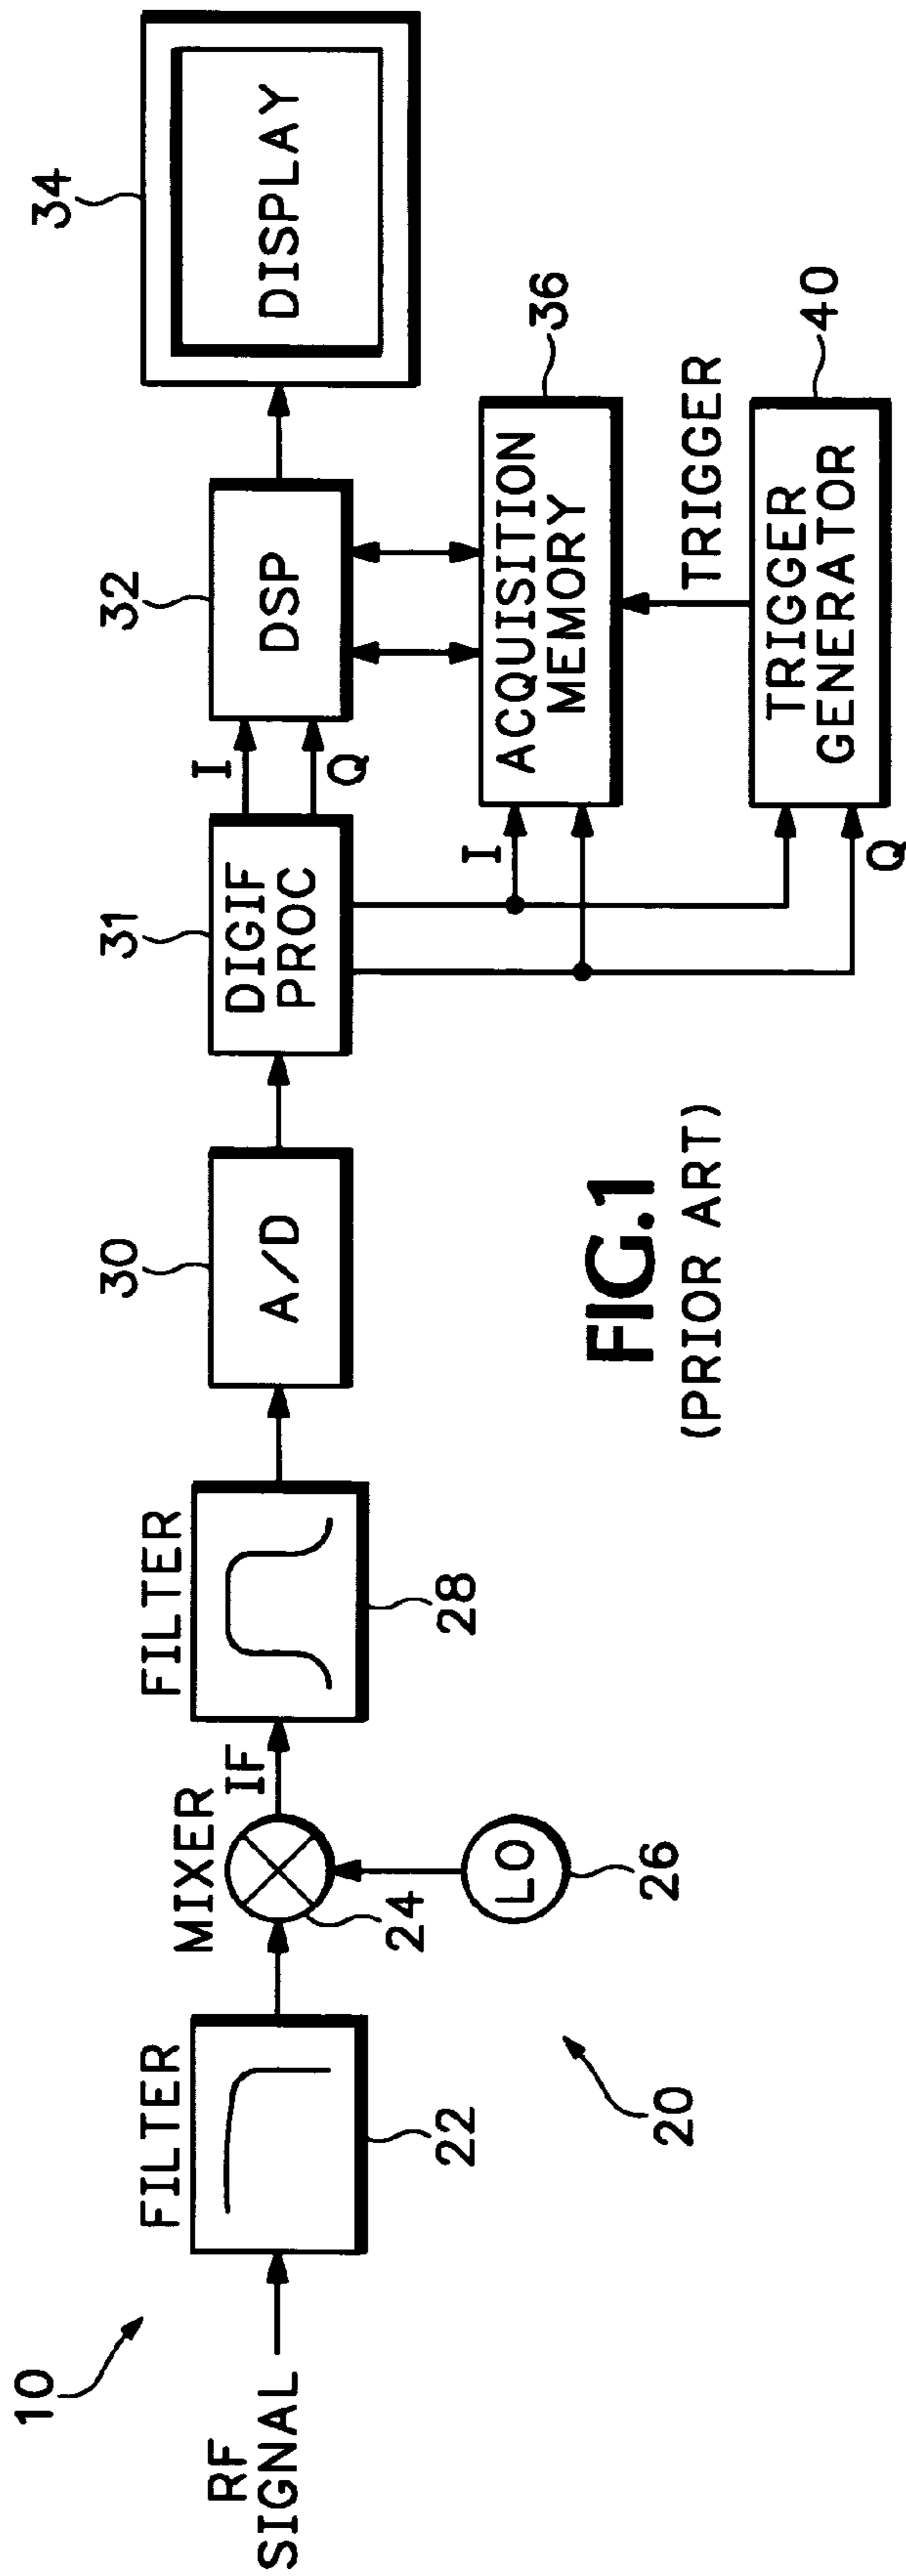 10
RF
SIGNAL
FILTER
22
MIXER
24
IF
LO
26
20
FILTER
28
A/D
30
DIGIF
PROC
31
I
Q
DSP
32
DISPLAY
34
I
ACQUISITION
MEMORY
36
TRIGGER
Q
TRIGGER
GENERATOR
40
FIG.1
(PRIOR ART)